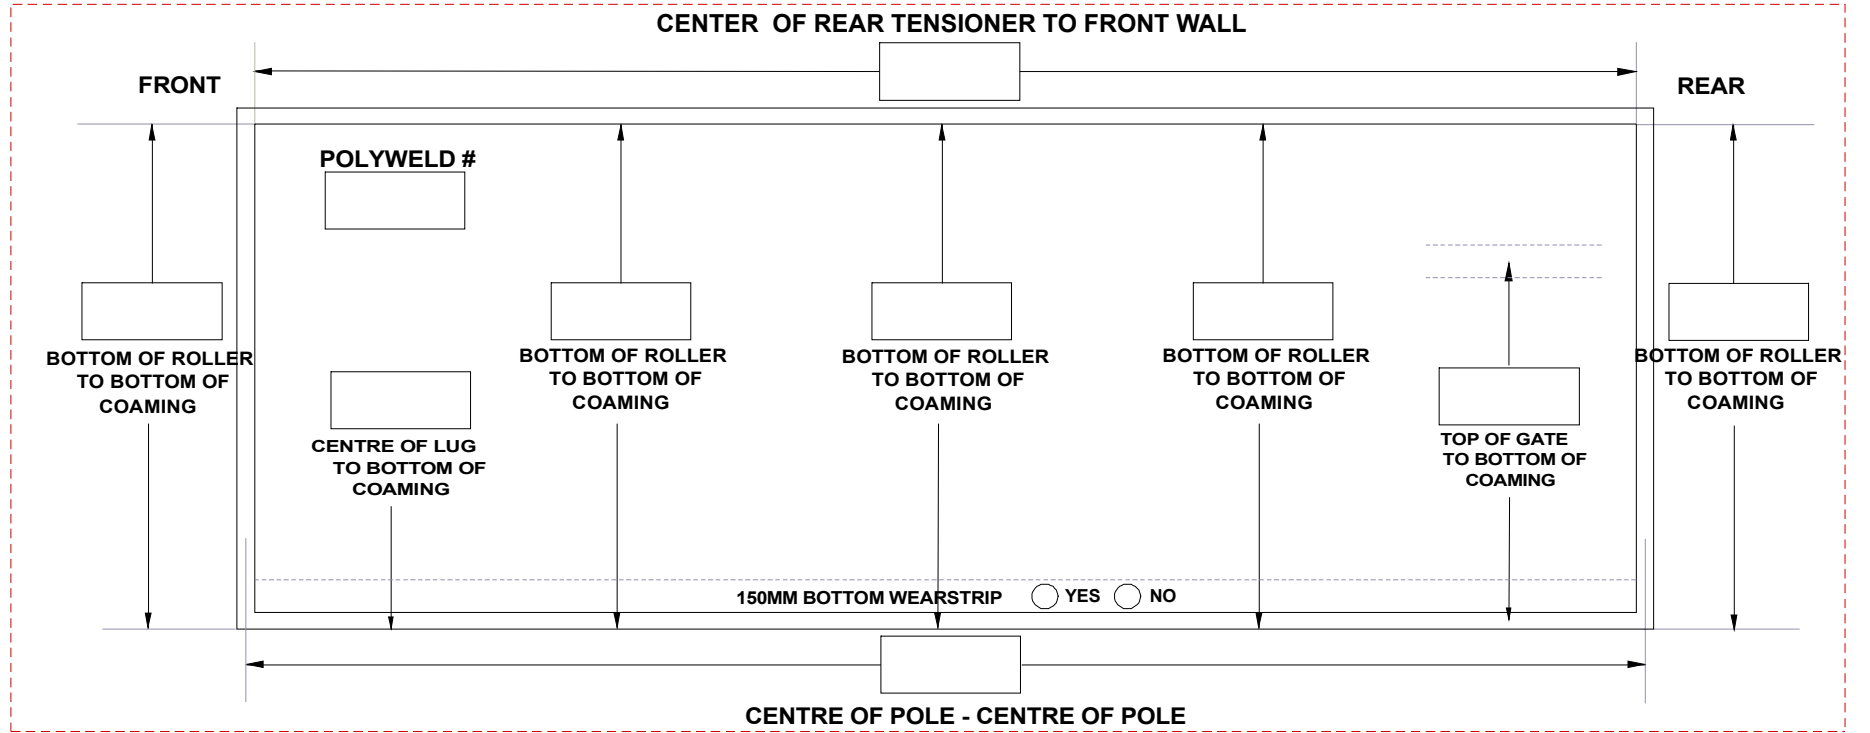 CENTER OF REAR TENSIONER TO FRONT WALL
FRONT
REAR
POLYWELD #
BOTTOM OF ROLLER
TO BOTTOM OF
COAMING
BOTTOM OF ROLLER
TO BOTTOM OF
COAMING
BOTTOM OF ROLLER
TO BOTTOM OF
COAMING
BOTTOM OF ROLLER
TO BOTTOM OF
COAMING
BOTTOM OF ROLLER
TO BOTTOM OF
COAMING
CENTRE OF LUG
TO BOTTOM OF
COAMING
TOP OF GATE
TO BOTTOM OF
COAMING
150MM BOTTOM WEARSTRIP YES NO
CENTRE OF POLE - CENTRE OF POLE